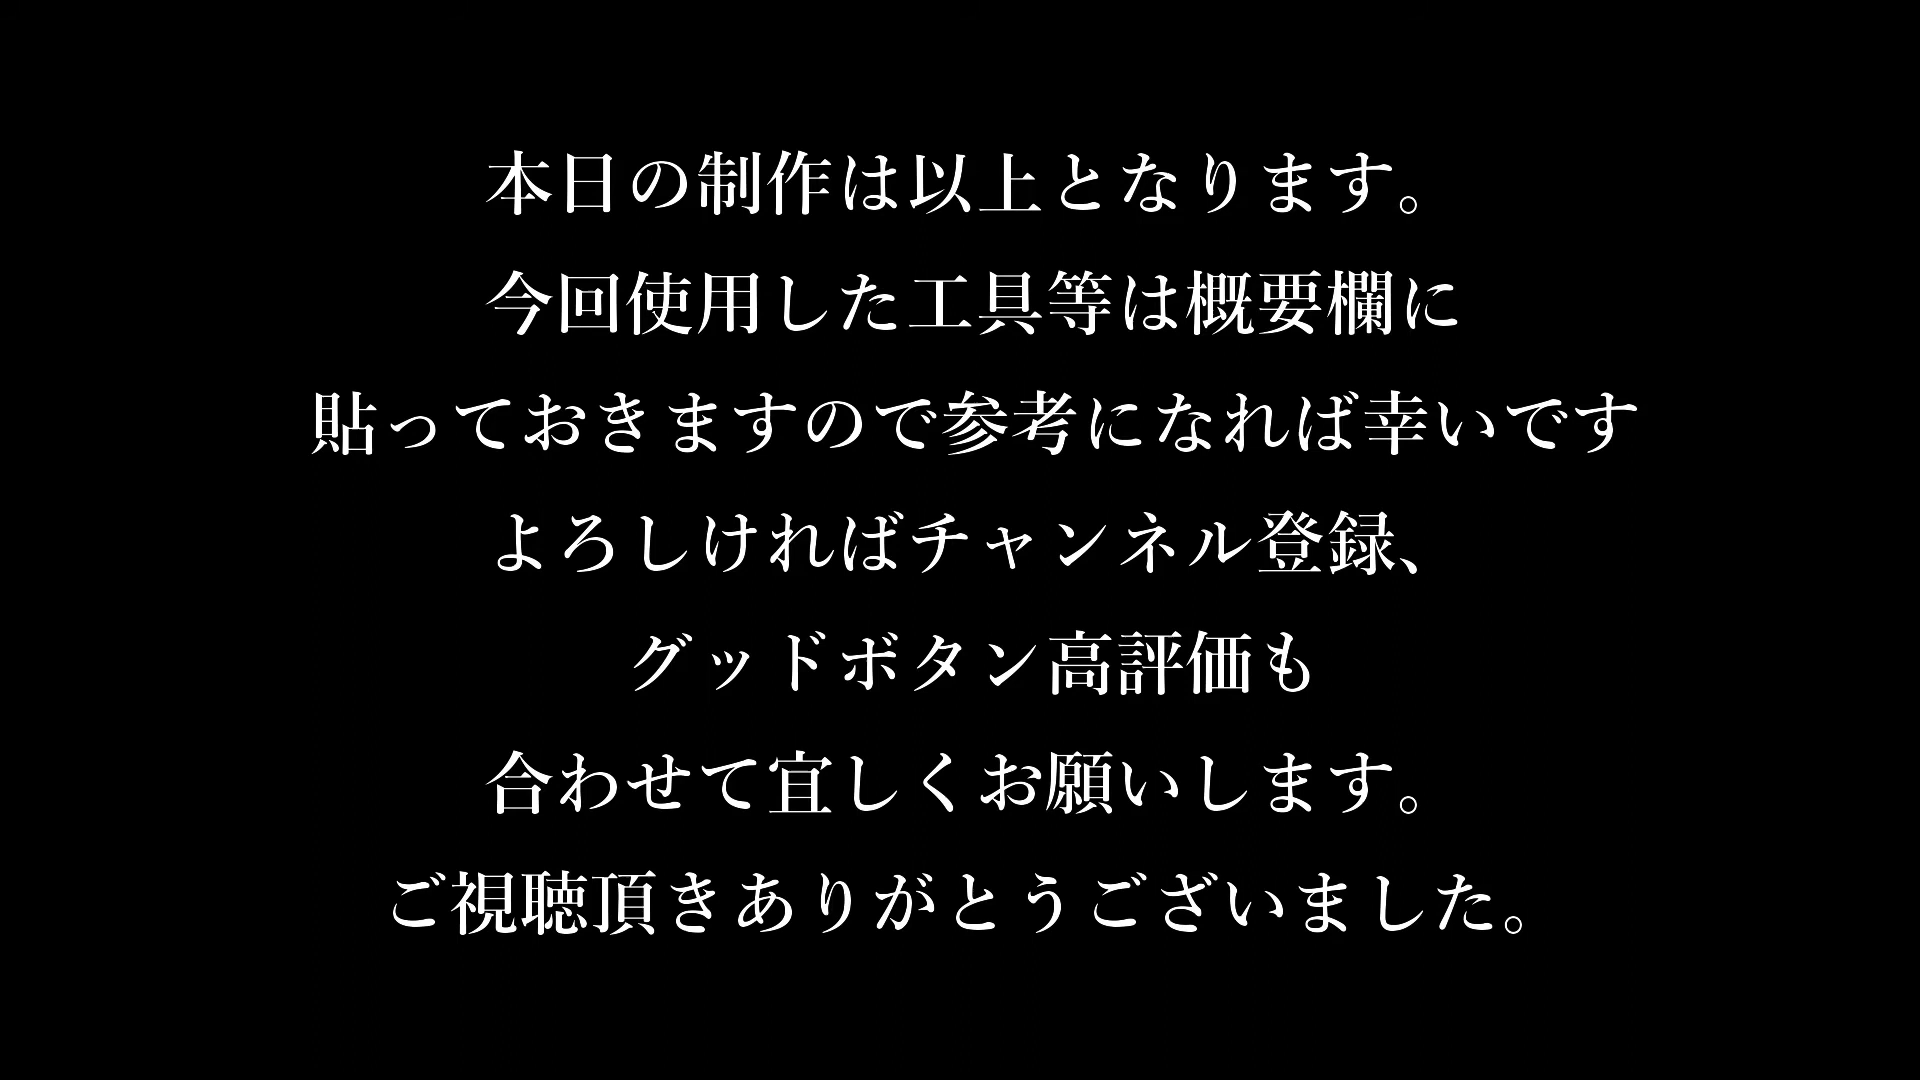 本日の制作は以上となります。
今回使用した工具等は概要欄に
貼っておきますので参考になれば幸いです
よろしければチャンネル登録、
グッドボタン高評価も
合わせて宜しくお願いします。
ご視聴頂きありがとうございました。